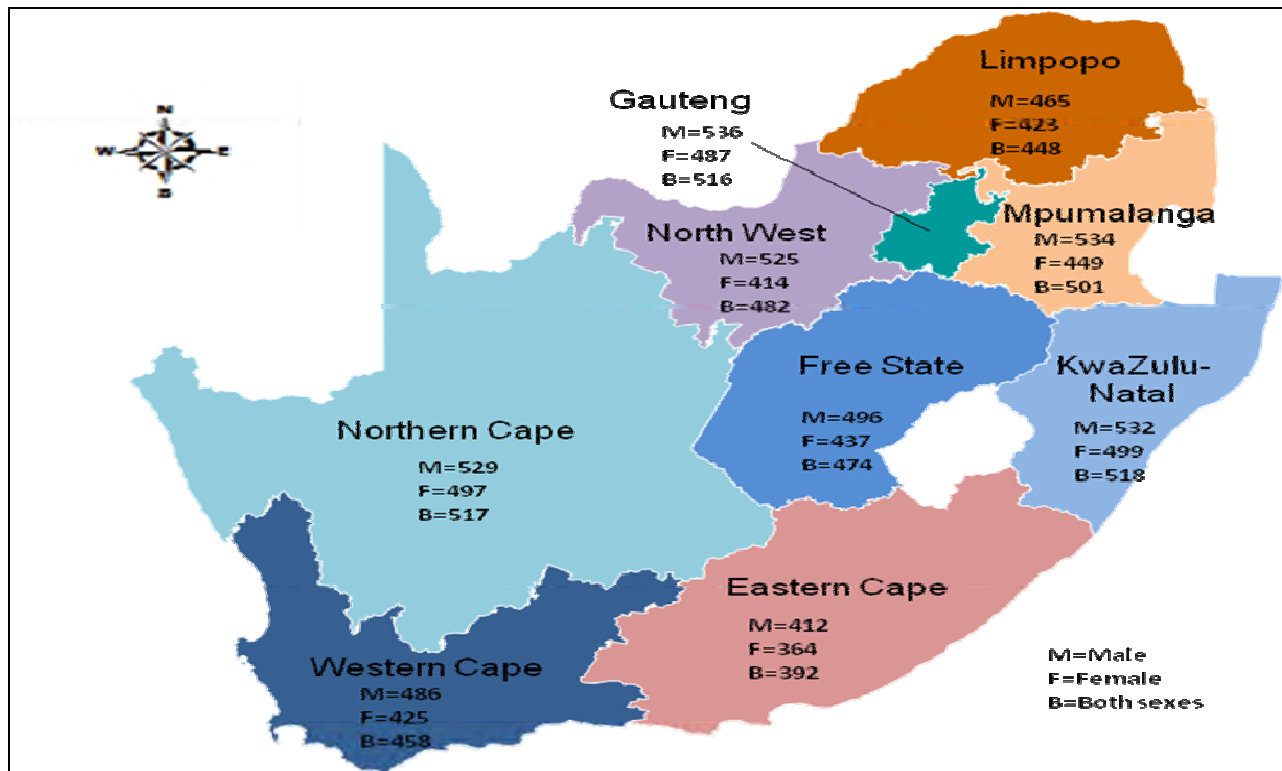 N
W E
S
Limpopo
M=465
F=423
B=448
Gauteng
M=536
F=487
B=516
Mpumalanga
M=534
F=449
B=501
North West
M=525
F=414
B=482
Free State
M=496
F=437
B=474
KwaZulu-
Natal
M=532
F=499
B=518
Northern Cape
M=529
F=497
B=517
Eastern Cape
M=412
F=364
B=392
Western Cape
M=486
F=425
B=458
M=Male
F=Female
B=Both sexes